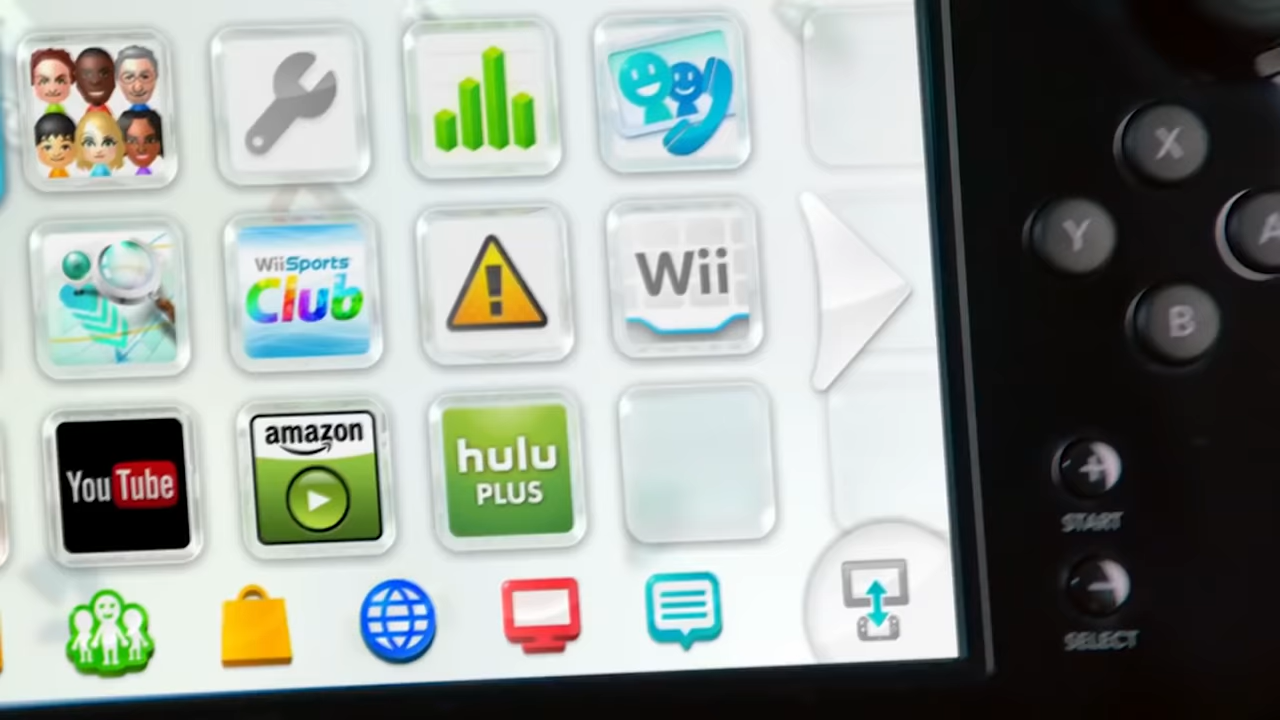 X
Y
A
B
WiiSports
Club
Wii
You Tube
amazon
hulu
PLUS
START
SELECT